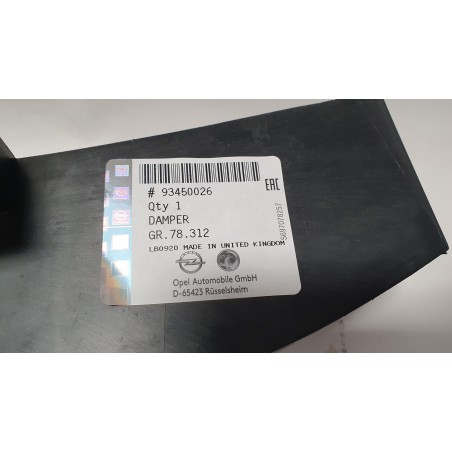 # 93450026
Qty 1
DAMPER
GR.78.312
LB0920 MADE IN UNITED KINGDOM
Opel Automobile GmbH
D-65423 Rüsselsheim
EAC